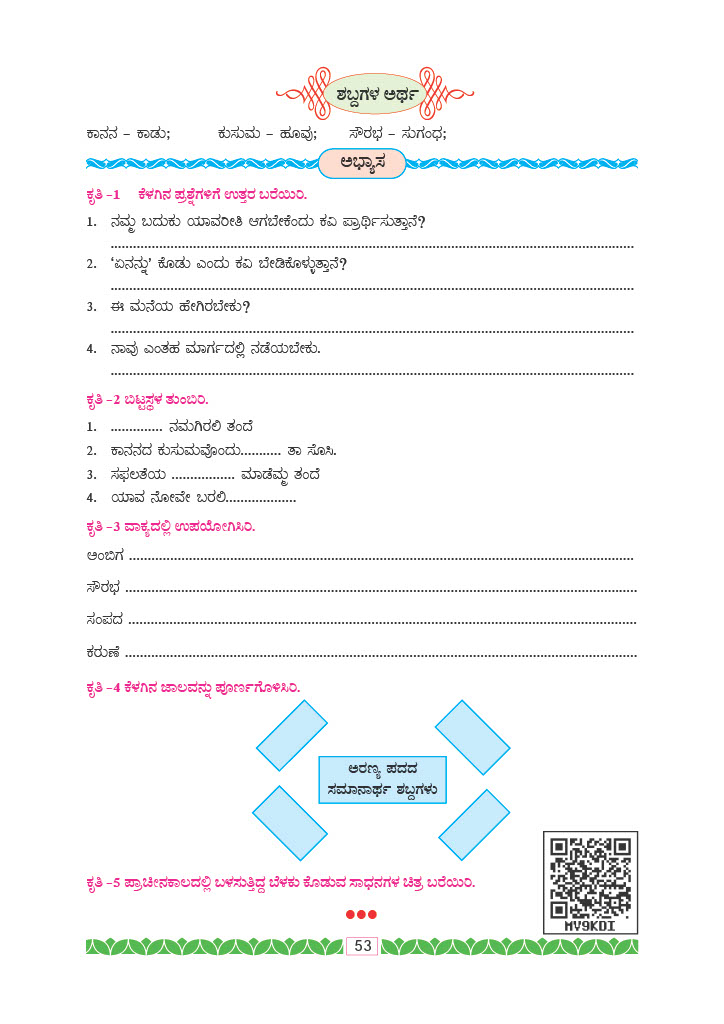 ಶಬ್ದಗಳ ಅರ್ಥ
ಕಾನನ – ಕಾಡು; ಕುಸುಮ – ಹೂವು; ಸೌರಭ – ಸುಗಂಧ;
ಅಭ್ಯಾಸ
ಕೃತಿ –1 ಕೆಳಗಿನ ಪ್ರಶ್ನೆಗಳಿಗೆ ಉತ್ತರ ಬರೆಯಿರಿ.
1. ನಮ್ಮ ಬದುಕು ಯಾವರೀತಿ ಆಗಬೇಕೆಂದು ಕವಿ ಪ್ರಾರ್ಥಿಸುತ್ತಾನೆ?
2. ‘ಏನನ್ನು’ ಕೊಡು ಎಂದು ಕವಿ ಬೇಡಿಕೊಳ್ಳುತ್ತಾನೆ?
3. ಈ ಮನೆಯ ಹೇಗಿರಬೇಕು?
4. ನಾವು ಎಂತಹ ಮಾರ್ಗದಲ್ಲಿ ನಡೆಯಬೇಕು.
ಕೃತಿ –2 ಬಿಟ್ಟಸ್ಥಳ ತುಂಬಿರಿ.
1. .............. ನಮಗಿರಲಿ ತಂದೆ
2. ಕಾನನದ ಕುಸುಮವೊಂದು........... ತಾ ಸೊಸಿ.
3. ಸಫಲತೆಯ ................. ಮಾಡೆಮ್ಮ ತಂದೆ
4. ಯಾವ ನೋವೇ ಬರಲಿ...................
ಕೃತಿ –3 ವಾಕ್ಯದಲ್ಲಿ ಉಪಯೋಗಿಸಿರಿ.
ಅಂಬಿಗ ................................................................
ಸೌರಭ ................................................................
ಸಂಪದ ................................................................
ಕರುಣೆ ................................................................
ಕೃತಿ –4 ಕೆಳಗಿನ ಜಾಲವನ್ನು ಪೂರ್ಣಗೊಳಿಸಿರಿ.
ಅರಣ್ಯ ಪದದ
ಸಮಾನಾರ್ಥ ಶಬ್ದಗಳು
ಕೃತಿ –5 ಪ್ರಾಚೀನಕಾಲದಲ್ಲಿ ಬಳಸುತ್ತಿದ್ದ ಬೆಳಕು ಕೊಡುವ ಸಾಧನಗಳ ಚಿತ್ರ ಬರೆಯಿರಿ.
MV9KDI
53